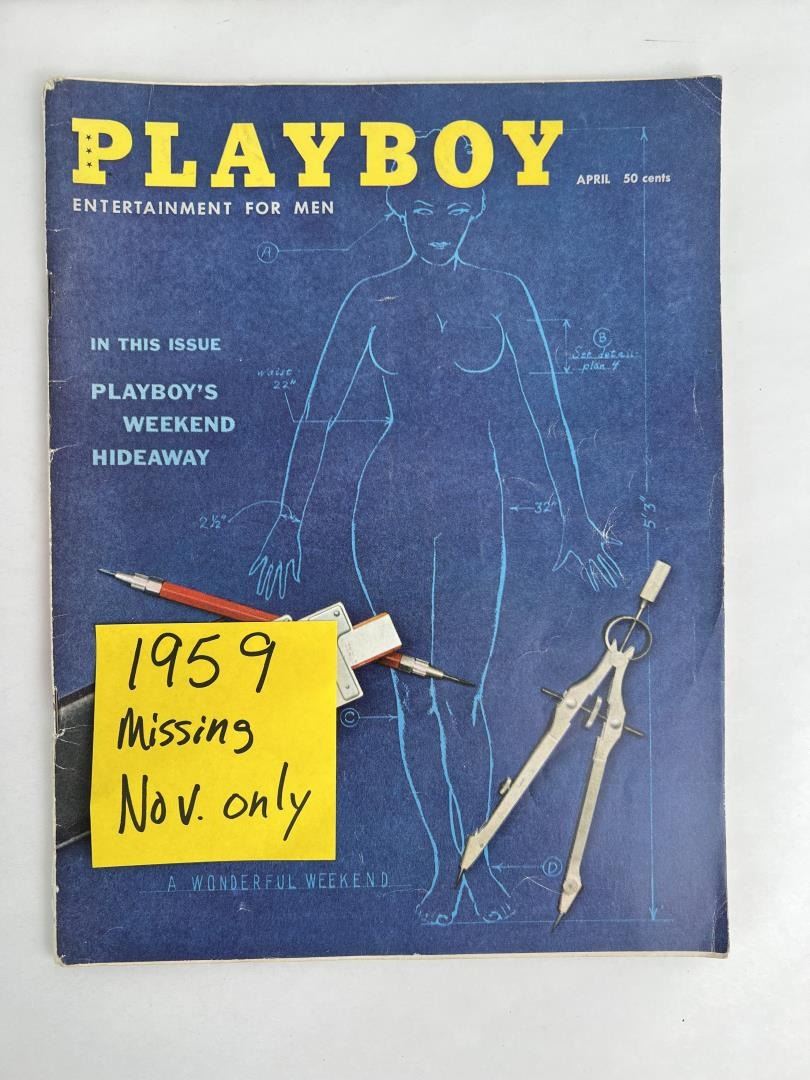 PLAYBOY
APRIL 50 cents
ENTERTAINMENT FOR MEN
A
IN THIS ISSUE
PLAYBOY'S
WEEKEND
HIDEAWAY
B
See detail
plan 4
waist
22"
2½"
32"
5'3"
1959
Missing
Nov. only
C
D
A WONDERFUL WEEKEND